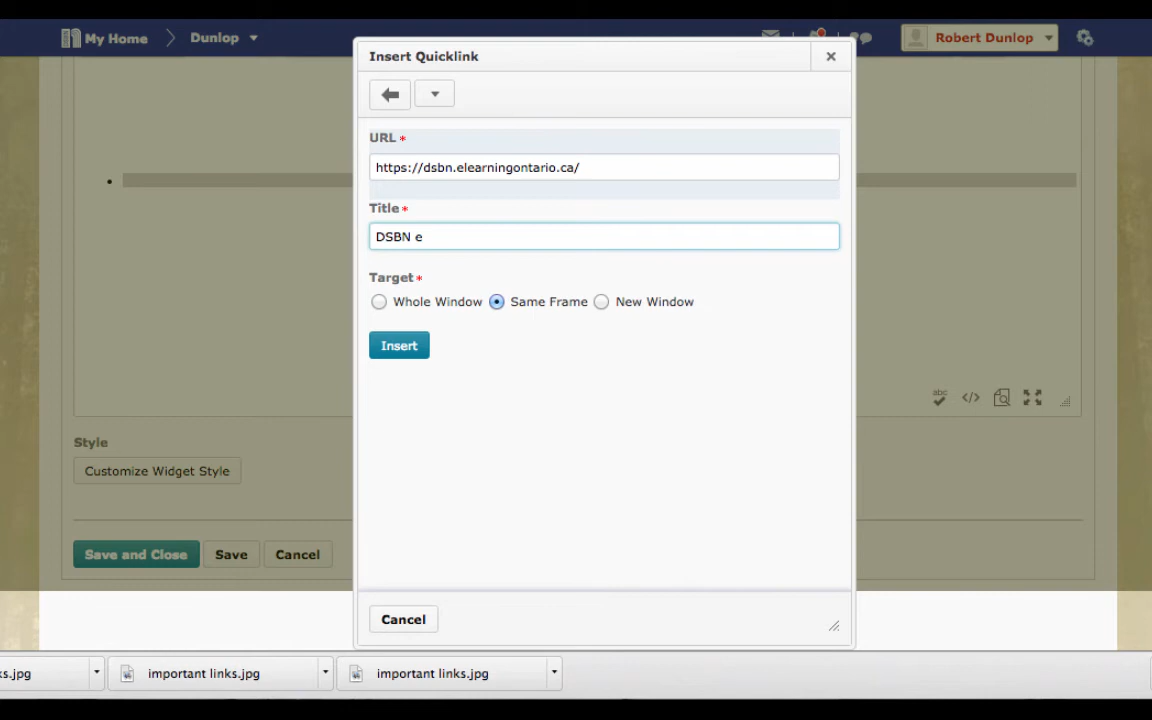 My Home
Dunlop
Robert Dunlop
Insert Quicklink
URL *
https://dsbn.elearningontario.ca/
Title *
DSBN e
Target *
Whole Window Same Frame New Window
Insert
abc
</>
Style
Customize Widget Style
Save and Close Save Cancel
Cancel
ks.jpg important links.jpg important links.jpg